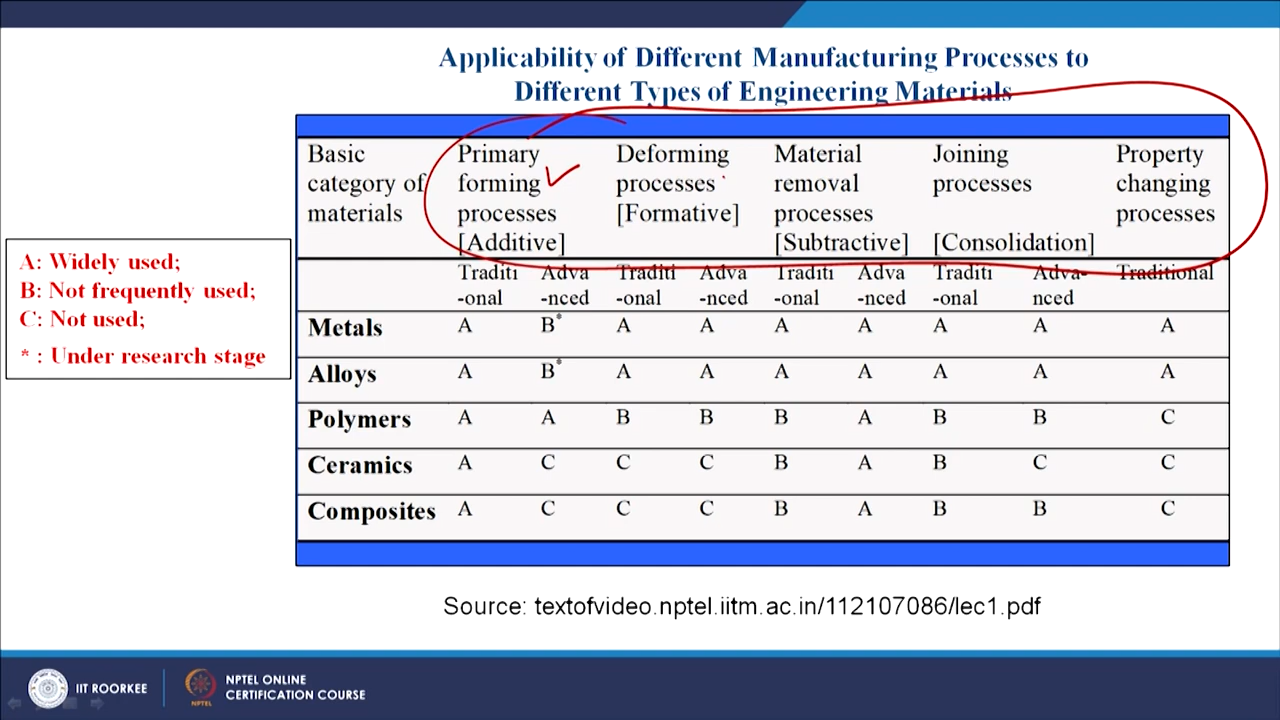 Applicability of Different Manufacturing Processes to
Different Types of Engineering Materials
Basic category of materials | Primary forming processes [Additive] | Deforming processes [Formative] | Material removal processes [Subtractive] | Joining processes [Consolidation] | Property changing processes
Traditi-onal | Adva-nced | Traditi-onal | Adva-nced | Traditi-onal | Adva-nced | Traditi-onal | Adva-nced | Traditional
Metals A B* A A A A A A A
Alloys A B* A A A A A A A
Polymers A A B B B A B B C
Ceramics A C C C B A B C C
Composites A C C C B A B B C
A: Widely used;
B: Not frequently used;
C: Not used;
* : Under research stage
Source: textofvideo.nptel.iitm.ac.in/112107086/lec1.pdf
IIT ROORKEE
NPTEL
NPTEL ONLINE
CERTIFICATION COURSE